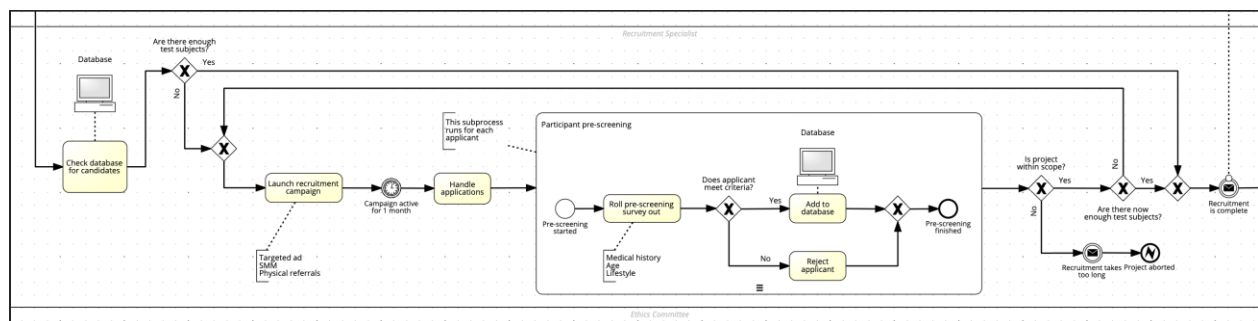 Recruitment Specialist
Are there enough
test subjects?
Yes
No
Database
Check database
for candidates
Launch recruitment
campaign
Targeted ad
SMM
Physical referrals
Campaign active
for 1 month
Handle
applications
This subprocess
runs for each
applicant
Participant pre-screening
Pre-screening
started
Roll pre-screening
survey out
Medical history
Age
Lifestyle
Does applicant
meet criteria?
Yes
No
Database
Add to
database
Reject
applicant
Pre-screening
finished
Is project
within scope?
Yes
No
Recruitment takes
too long
Project aborted
No
Yes
Are there now
enough test subjects?
Recruitment
is complete
Ethics Committee